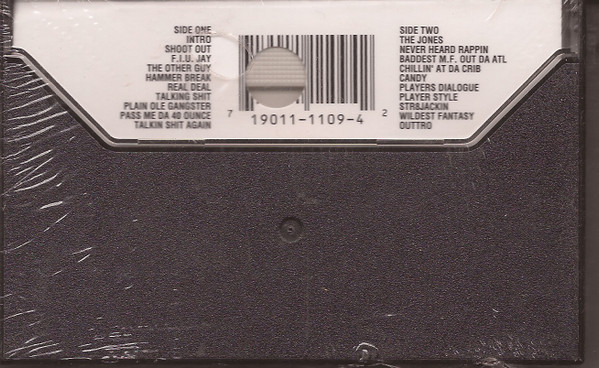 SIDE ONE
INTRO
SHOOT OUT
F.I.U. JAY
THE OTHER GUY
HAMMER BREAK
REAL DEAL
TALKING SHIT
PLAIN OLE GANGSTER
PASS ME DA 40 OUNCE
TALKIN SHIT AGAIN
7 19011-1109-4 2
SIDE TWO
THE JONES
NEVER HEARD RAPPIN
BADDEST M.F. OUT DA ATL
CHILLIN' AT DA CRIB
CANDY
PLAYERS DIALOGUE
PLAYER STYLE
STR8JACKIN
WILDEST FANTASY
OUTTRO